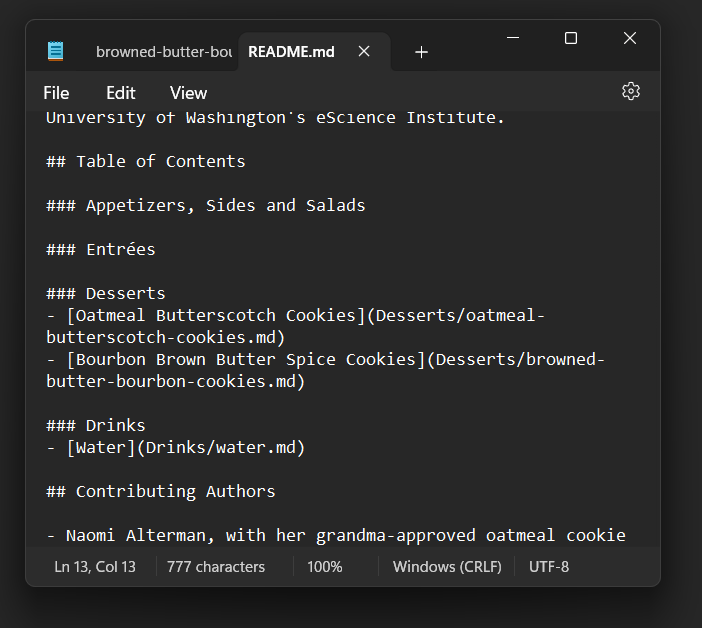 browned-butter-bou
README.md
File Edit View
University of Washington's eScience Institute.
## Table of Contents
### Appetizers, Sides and Salads
### Entrées
### Desserts
- [Oatmeal Butterscotch Cookies](Desserts/oatmeal-
butterscotch-cookies.md)
- [Bourbon Brown Butter Spice Cookies](Desserts/browned-
butter-bourbon-cookies.md)
### Drinks
- [Water](Drinks/water.md)
## Contributing Authors
- Naomi Alterman, with her grandma-approved oatmeal cookie
Ln 13, Col 13 777 characters 100% Windows (CRLF) UTF-8